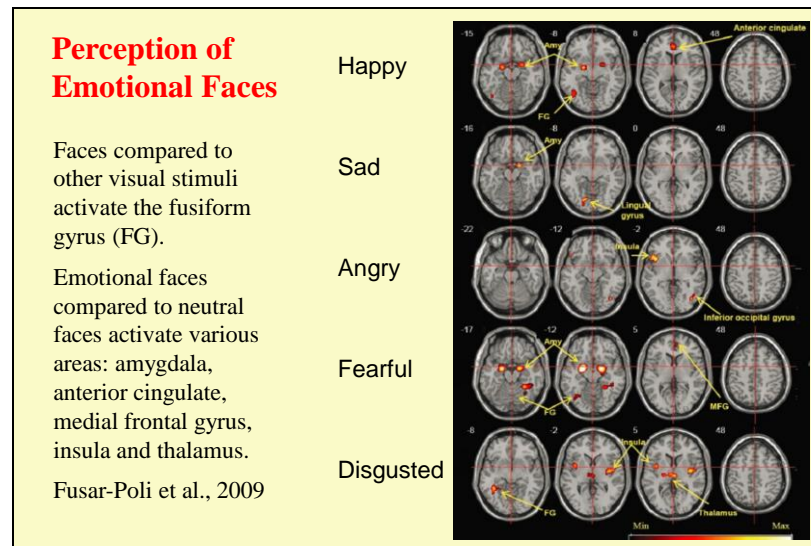 Perception of
Emotional Faces
Faces compared to
other visual stimuli
activate the fusiform
gyrus (FG).
Emotional faces
compared to neutral
faces activate various
areas: amygdala,
anterior cingulate,
medial frontal gyrus,
insula and thalamus.
Fusar-Poli et al., 2009
Happy
-15 -8 8 48
Anterior cingulate
Amy
FG
Sad
-16 -8 0 48
Amy
Lingual
gyrus
Angry
-22 -12 -2 48
Insula
Inferior occipital gyrus
Fearful
-17 -12 5 48
Amy
FG
MFG
Disgusted
-8 2 5 48
Insula
FG
Thalamus
Min Max